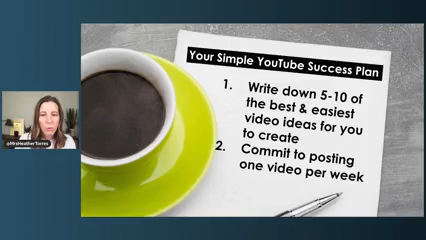 Your Simple YouTube Success Plan
1. Write down 5-10 of
the best & easiest
video ideas for you
to create
2. Commit to posting
one video per week
@MrsHeatherTorres